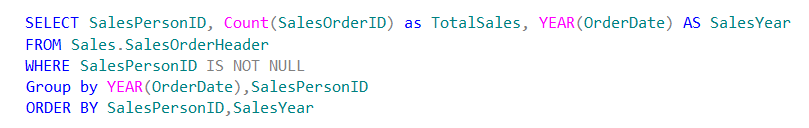 SELECT SalesPersonID, Count(SalesOrderID) as TotalSales, YEAR(OrderDate) AS SalesYear
FROM Sales.SalesOrderHeader
WHERE SalesPersonID IS NOT NULL
Group by YEAR(OrderDate),SalesPersonID
ORDER BY SalesPersonID,SalesYear